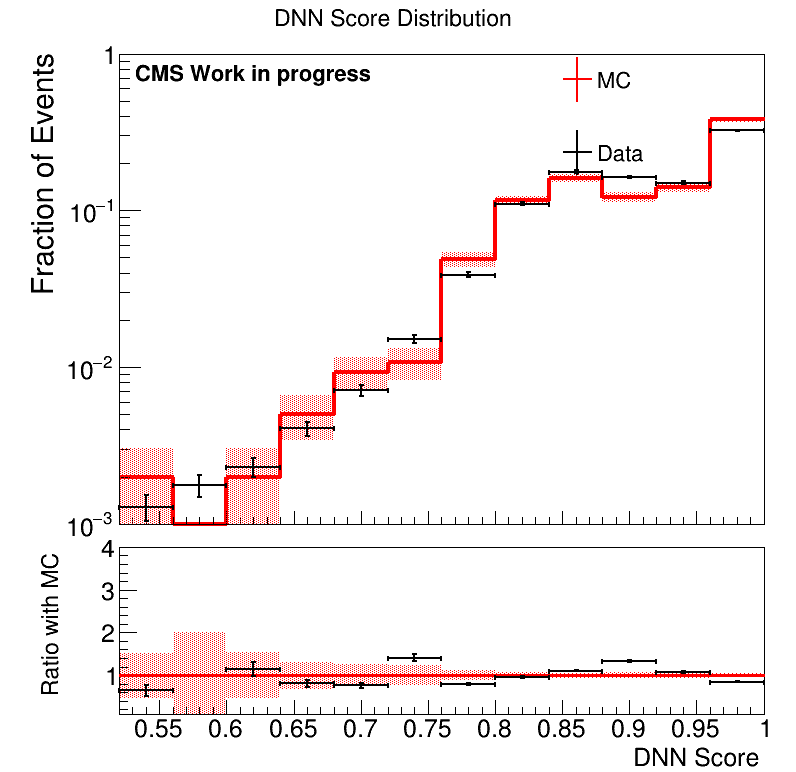 DNN Score Distribution
CMS Work in progress
MC
Data
Fraction of Events
1
10⁻¹
10⁻²
10⁻³
Ratio with MC
4
3
2
1
0.55 0.6 0.65 0.7 0.75 0.8 0.85 0.9 0.95 1
DNN Score